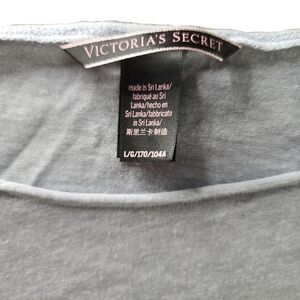 VICTORIA'S SECRET
made in Sri Lanka/
fabriqué au Sri
Lanka/hecho en
Sri Lanka/fabbricato
in Sri Lanka/
斯里兰卡制造
L/G/170/104A